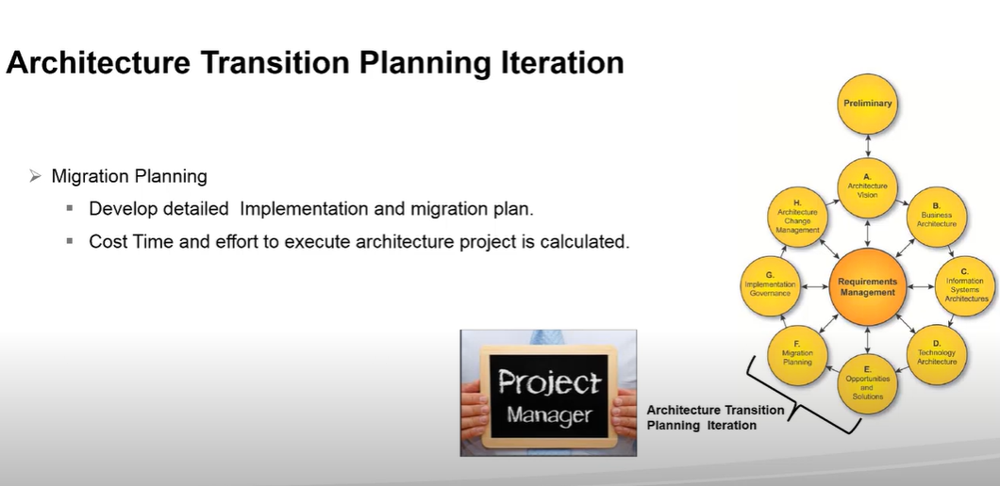 Architecture Transition Planning Iteration
Migration Planning
Develop detailed Implementation and migration plan.
Cost Time and effort to execute architecture project is calculated.
Project
Manager
Architecture Transition
Planning Iteration
Preliminary
A.
Architecture
Vision
B.
Business
Architecture
C.
Information
Systems
Architectures
D.
Technology
Architecture
E.
Opportunities
and
Solutions
F.
Migration
Planning
G.
Implementation
Governance
H.
Architecture
Change
Management
Requirements
Management